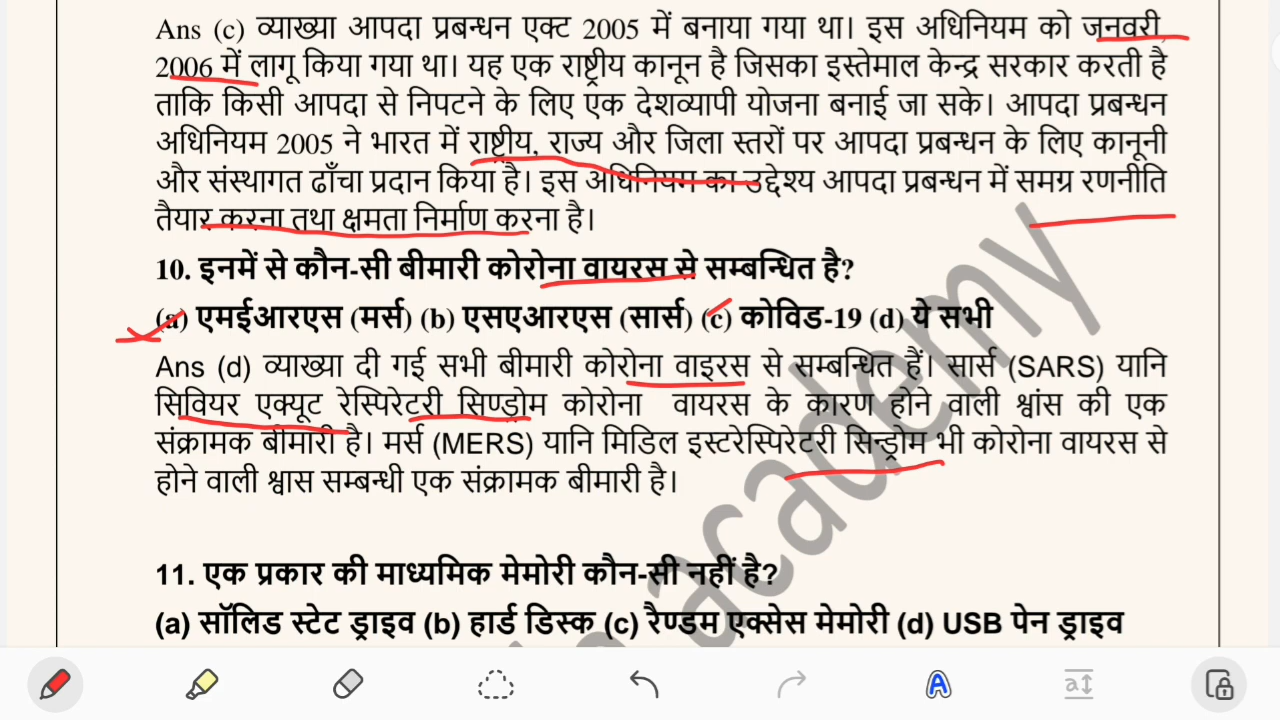 Ans (c) व्याख्या आपदा प्रबन्धन एक्ट 2005 में बनाया गया था। इस अधिनियम को जनवरी,
2006 में लागू किया गया था। यह एक राष्ट्रीय कानून है जिसका इस्तेमाल केन्द्र सरकार करती है
ताकि किसी आपदा से निपटने के लिए एक देशव्यापी योजना बनाई जा सके। आपदा प्रबन्धन
अधिनियम 2005 ने भारत में राष्ट्रीय, राज्य और जिला स्तरों पर आपदा प्रबन्धन के लिए कानूनी
और संस्थागत ढाँचा प्रदान किया है। इस अधिनियम का उद्देश्य आपदा प्रबन्धन में समग्र रणनीति
तैयार करना तथा क्षमता निर्माण करना है।
10. इनमें से कौन-सी बीमारी कोरोना वायरस से सम्बन्धित है?
(a) एमईआरएस (मर्स) (b) एसएआरएस (सार्स) (c) कोविड-19 (d) ये सभी
Ans (d) व्याख्या दी गई सभी बीमारी कोरोना वाइरस से सम्बन्धित हैं। सार्स (SARS) यानि
सिवियर एक्यूट रेस्पिरेटरी सिण्ड्रोम कोरोना वायरस के कारण होने वाली श्वांस की एक
संक्रामक बीमारी है। मर्स (MERS) यानि मिडिल इस्टरेस्पिरेटरी सिन्ड्रोम भी कोरोना वायरस से
होने वाली श्वास सम्बन्धी एक संक्रामक बीमारी है।
11. एक प्रकार की माध्यमिक मेमोरी कौन-सी नहीं है?
(a) सॉलिड स्टेट ड्राइव (b) हार्ड डिस्क (c) रैण्डम एक्सेस मेमोरी (d) USB पेन ड्राइव
academy